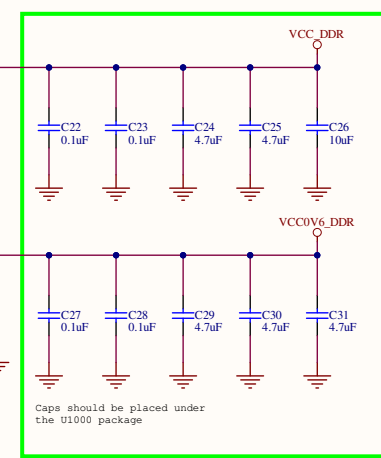 VCC_DDR
C22 C23 C24 C25 C26
0.1uF 0.1uF 4.7uF 4.7uF 10uF
VCC0V6_DDR
C27 C28 C29 C30 C31
0.1uF 0.1uF 4.7uF 4.7uF 4.7uF
Caps should be placed under
the U1000 package